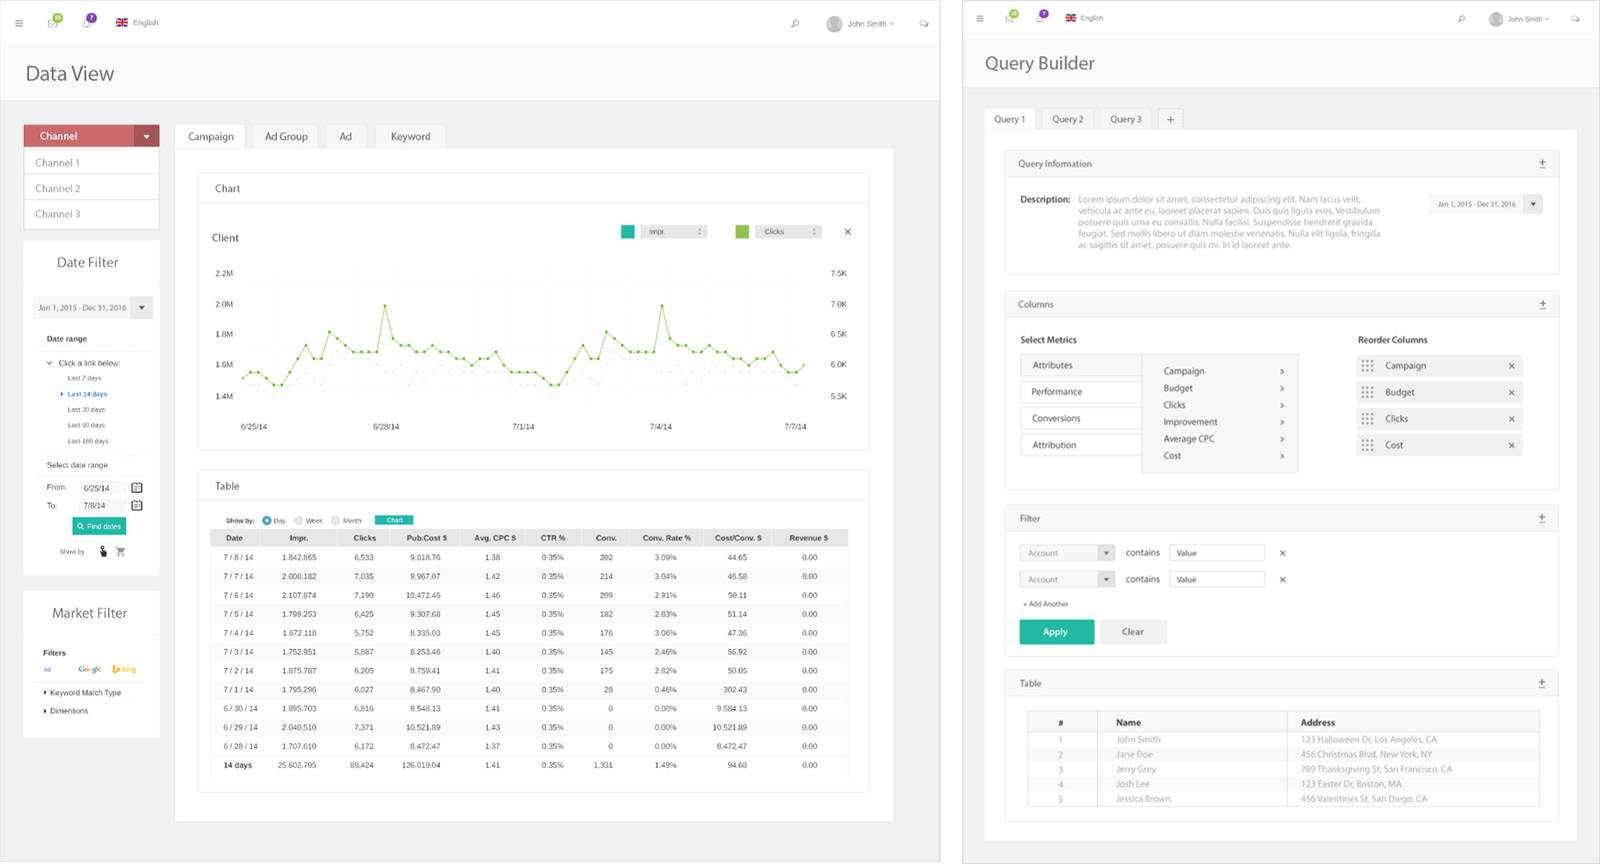 18
7
English
John Smith
Data View
Channel
Channel 1
Channel 2
Channel 3
Date Filter
Jan 1, 2015 - Dec 31, 2016
Date range
Click a link below:
Last 7 days
Last 14 days
Last 30 days
Last 90 days
Last 180 days
Select date range
From: 6/25/14
To: 7/8/14
Find dates
Show by
Market Filter
Filters
All Google bing
Keyword Match Type
Dimentions
Campaign Ad Group Ad Keyword
Chart
Client
Impr. Clicks
2.2M 7.5K
2.0M 7.0K
1.8M 6.5K
1.6M 6.0K
1.4M 5.5K
6/25/14 6/28/14 7/1/14 7/4/14 7/7/14
Table
Show by: Day Week Month Chart
Date Impr. Clicks Pub.Cost $ Avg. CPC $ CTR % Conv. Conv. Rate % Cost/Conv. $ Revenue $
7 / 8 / 14 1.842.865 6,533 9,018.76 1.38 0.35% 202 3.09% 44.65 0.00
7 / 7 / 14 2.008.182 7,035 9,967.07 1.42 0.35% 214 3.04% 46.58 0.00
7 / 6 / 14 2.107.874 7,190 10,472.46 1.46 0.35% 209 2.91% 50.11 0.00
7 / 5 / 14 1.799.253 6,425 9,307.68 1.45 0.35% 182 2.83% 51.14 0.00
7 / 4 / 14 1.672.118 5,752 8,335.03 1.45 0.35% 176 3.06% 47.36 0.00
7 / 3 / 14 1.752.951 5,887 8,253.46 1.40 0.35% 145 2.46% 56.92 0.00
7 / 2 / 14 1.875.787 6,205 8,759.41 1.41 0.35% 175 2.82% 50.05 0.00
7 / 1 / 14 1.795.296 6,027 8,467.90 1.40 0.35% 28 0.46% 302.43 0.00
6 / 30 / 14 1.895.703 6,816 9,548.13 1.41 0.35% 0 0.00% 9.584.13 0.00
6 / 29 / 14 2.040.510 7,371 10,521.89 1.43 0.35% 0 0.00% 10.521.89 0.00
6 / 28 / 14 1.707.610 6,172 8,472.47 1.37 0.35% 0 0.00% 8.472.47 0.00
14 days 25.602.795 89,424 126,019.04 1.41 0.35% 1,331 1.49% 94.68 0.00
7
English
John Smith
Query Builder
Query 1 Query 2 Query 3 +
Query Information
Description: Lorem ipsum dolor sit amet, consectetur adipiscing elit. Nam lacus velit,
vehicula ac ante eu, laoreet placerat sapien. Duis quis ligula eros. Vestibulum
posuere quis urna eu convallis. Nulla facilisi. Suspendisse hendrerit gravida
feugiat. Sed mollis libero ut diam molestie venenatis. Nulla elit ligula, fringilla
ac sagittis sit amet, posuere quis mi. In id laoreet ante.
Jan 1, 2015 - Dec 31, 2016
Columns
Select Metrics
Attributes
Performance
Conversions
Attribution
Campaign
Budget
Clicks
Improvement
Average CPC
Cost
Reorder Columns
Campaign
Budget
Clicks
Cost
Filter
Account contains Value
Account contains Value
+ Add Another
Apply Clear
Table
# Name Address
1 John Smith 123 Halloween Dr, Los Angeles, CA
2 Jane Doe 456 Christmas Blvd, New York, NY
3 Jerry Grey 789 Thanksgiving St, San Francisco, CA
4 Josh Lee 123 Easter Dr, Boston, MA
5 Jessica Brown 456 Valentines St, San Diego, CA